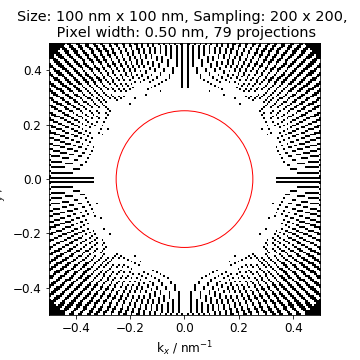 Size: 100 nm x 100 nm, Sampling: 200 x 200,
Pixel width: 0.50 nm, 79 projections
0.4
0.2
0.0
−0.2
−0.4
−0.4 −0.2 0.0 0.2 0.4
kₓ / nm⁻¹